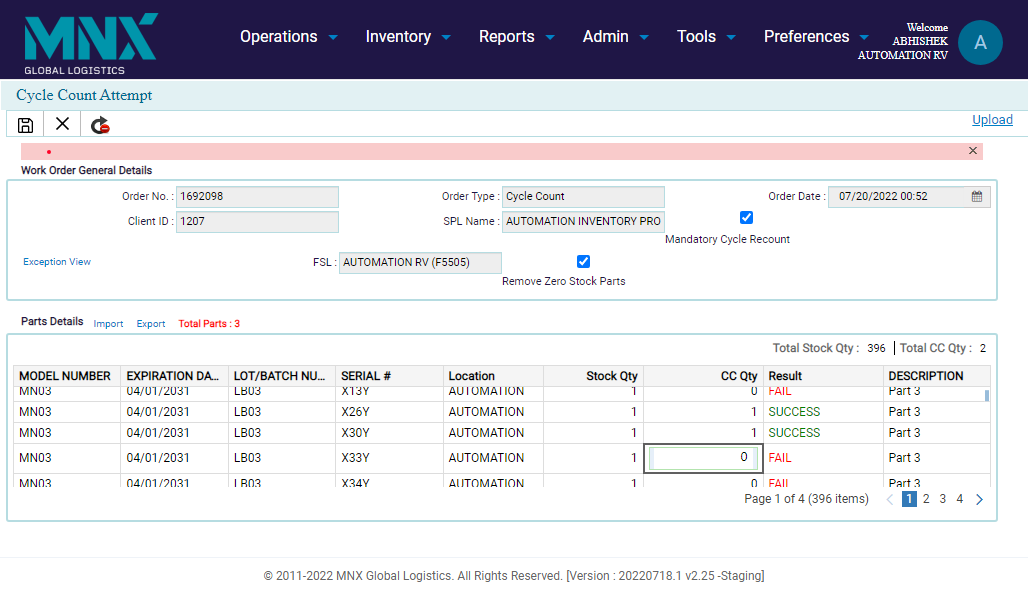 MNX
GLOBAL LOGISTICS
Operations Inventory Reports Admin Tools Preferences
Welcome
ABHISHEK
AUTOMATION RV
A
Cycle Count Attempt
Upload
Work Order General Details
Order No. : 1692098 Order Type : Cycle Count Order Date : 07/20/2022 00:52
Client ID : 1207 SPL Name : AUTOMATION INVENTORY PRO
Mandatory Cycle Recount
Exception View FSL : AUTOMATION RV (F5505)
Remove Zero Stock Parts
Parts Details Import Export Total Parts : 3
Total Stock Qty : 396 Total CC Qty : 2
MODEL NUMBER EXPIRATION DA... LOT/BATCH NU... SERIAL # Location Stock Qty CC Qty Result DESCRIPTION
MN03 04/01/2031 LB03 X13Y AUTOMATION 1 0 FAIL Part 3
MN03 04/01/2031 LB03 X26Y AUTOMATION 1 1 SUCCESS Part 3
MN03 04/01/2031 LB03 X30Y AUTOMATION 1 1 SUCCESS Part 3
MN03 04/01/2031 LB03 X33Y AUTOMATION 1 0 FAIL Part 3
MN03 04/01/2031 LB03 X34Y AUTOMATION 1 0 FAIL Part 3
Page 1 of 4 (396 items) 1 2 3 4
© 2011-2022 MNX Global Logistics. All Rights Reserved. [Version : 20220718.1 v2.25 -Staging]